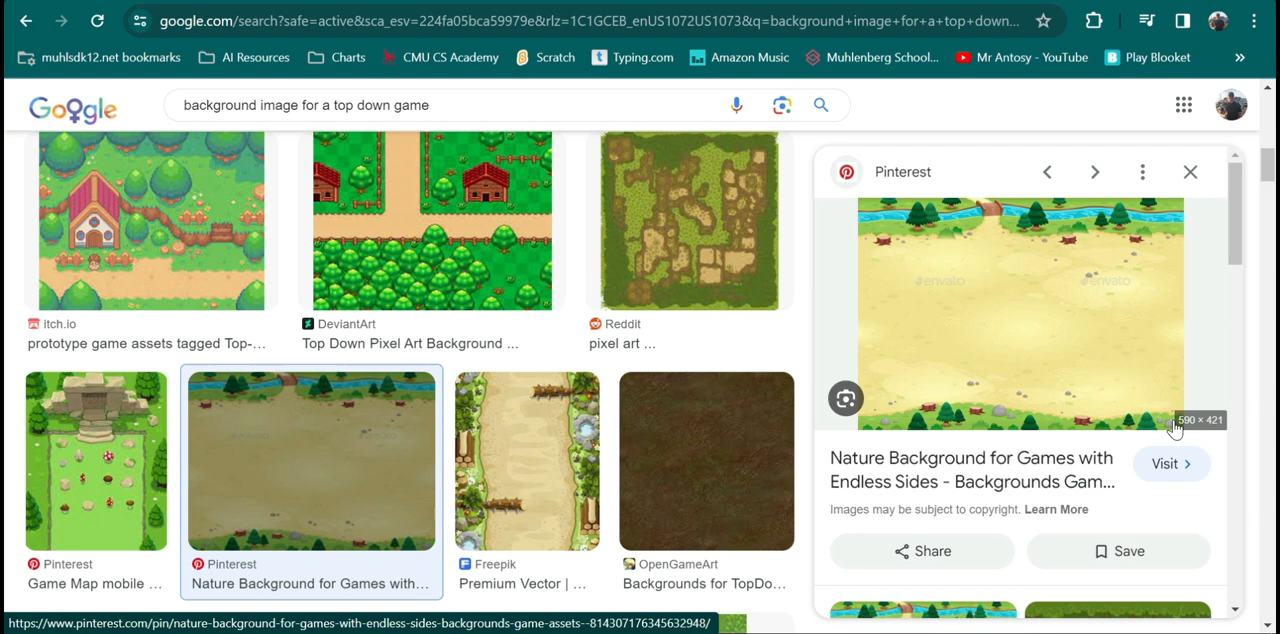 google.com/search?safe=active&sca_esv=224fa05bca59979e&rlz=1C1GCEB_enUS1072US1073&q=background+image+for+a+top+down...
muhlsdk12.net bookmarks AI Resources Charts CMU CS Academy Scratch Typing.com Amazon Music Muhlenberg School... Mr Antosy - YouTube Play Blooket »
Google
background image for a top down game
itch.io
prototype game assets tagged Top-...
DeviantArt
Top Down Pixel Art Background ...
Reddit
pixel art ...
Pinterest
Game Map mobile ...
Pinterest
Nature Background for Games with...
Freepik
Premium Vector | ...
OpenGameArt
Backgrounds for TopDo...
Pinterest
envato envato
590 × 421
Nature Background for Games with
Endless Sides - Backgrounds Gam...
Visit
Images may be subject to copyright. Learn More
Share
Save
https://www.pinterest.com/pin/nature-background-for-games-with-endless-sides-backgrounds-game-assets--814307176345632948/